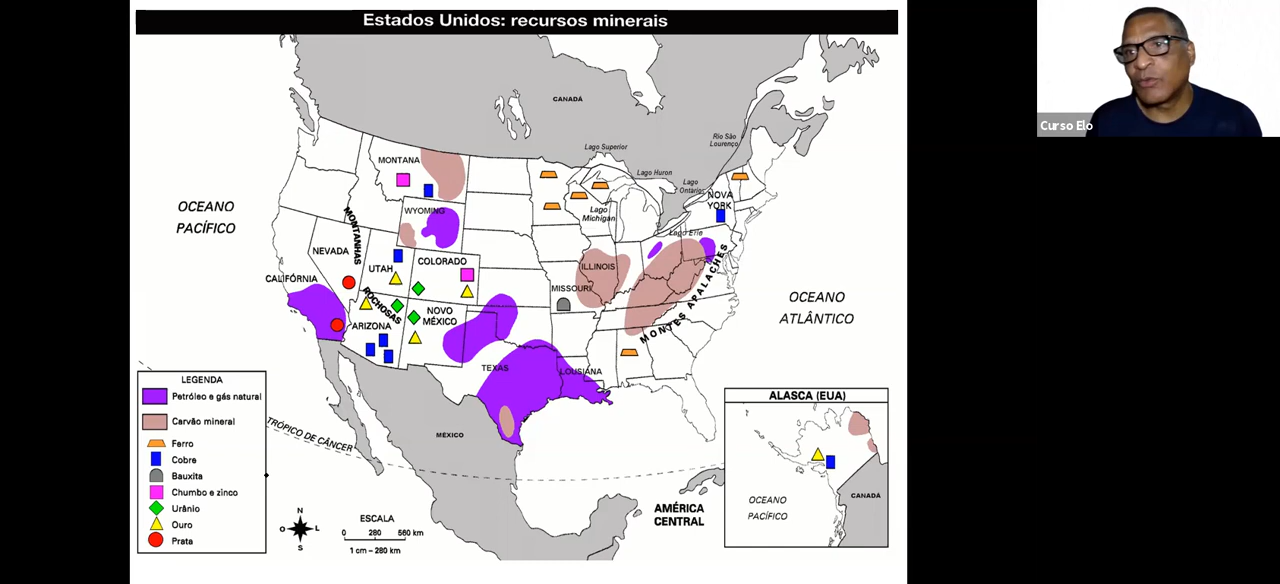 Estados Unidos: recursos minerais
Curso Elo
CANADÁ
Rio São
Lourenço
Lago Superior
Lago Huron
Lago
Ontario
MONTANA
NOVA
YORK
OCEANO
PACÍFICO
WYOMING
Lago
Michigan
Lago Erie
MONTANHAS
ROCHOSAS
NEVADA
UTAH
COLORADO
ILLINOIS
CALIFÓRNIA
MISSOURI
MONTES APALACHES
OCEANO
ATLÂNTICO
NOVO
MÉXICO
ARIZONA
TEXAS
LOUSIANA
LEGENDA
Petróleo e gás natural
Carvão mineral
Ferro
Cobre
Bauxita
Chumbo e zinco
Urânio
Ouro
Prata
TRÓPICO DE CÂNCER
MÉXICO
N
O
L
S
ESCALA
0 280 560 km
1 cm – 280 km
AMÉRICA
CENTRAL
ALASCA (EUA)
OCEANO
PACÍFICO
CANADÁ